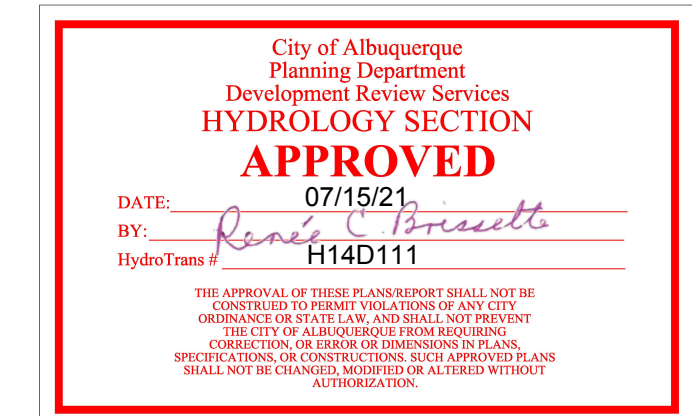 City of Albuquerque
Planning Department
Development Review Services
HYDROLOGY SECTION
APPROVED
DATE: 07/15/21
BY: Renée C. Brissette
HydroTrans # H14D111
THE APPROVAL OF THESE PLANS/REPORT SHALL NOT BE
CONSTRUED TO PERMIT VIOLATIONS OF ANY CITY
ORDINANCE OR STATE LAW, AND SHALL NOT PREVENT
THE CITY OF ALBUQUERQUE FROM REQUIRING
CORRECTION, OR ERROR OR DIMENSIONS IN PLANS,
SPECIFICATIONS, OR CONSTRUCTIONS. SUCH APPROVED PLANS
SHALL NOT BE CHANGED, MODIFIED OR ALTERED WITHOUT
AUTHORIZATION.